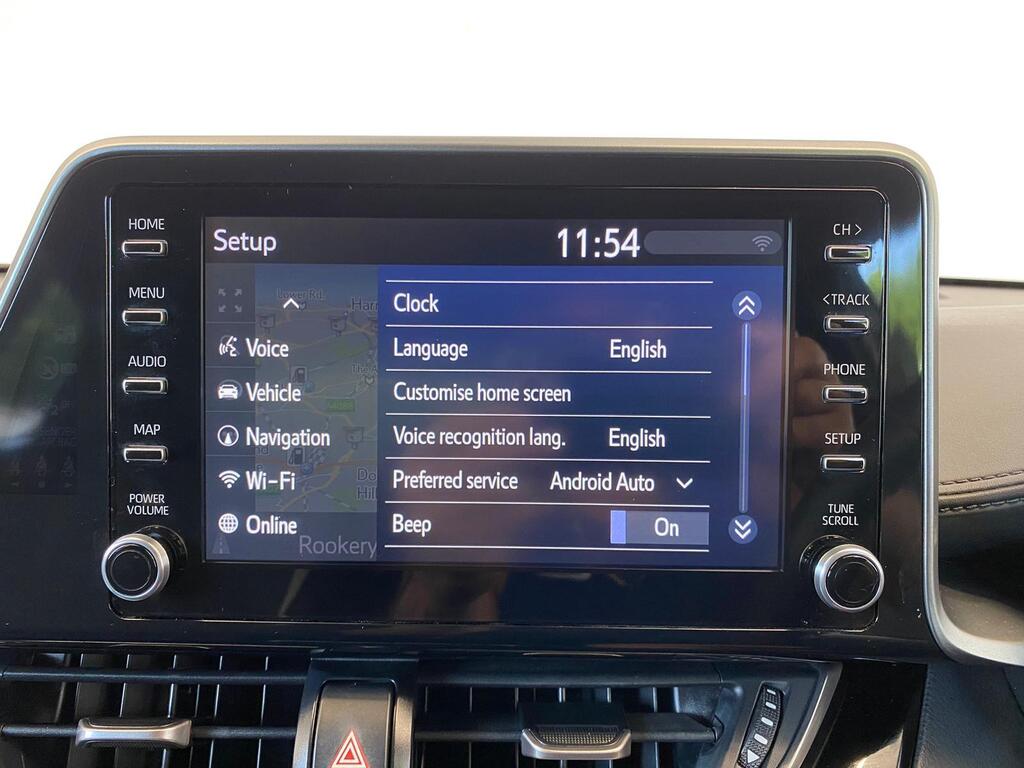 HOME
MENU
AUDIO
MAP
POWER
VOLUME
Setup
11:54
Lower Rd.
Voice
Vehicle
Navigation
Wi-Fi
Online
Rookery
Clock
Language English
Customise home screen
Voice recognition lang. English
Preferred service Android Auto
Beep On
CH >
< TRACK
PHONE
SETUP
TUNE
SCROLL